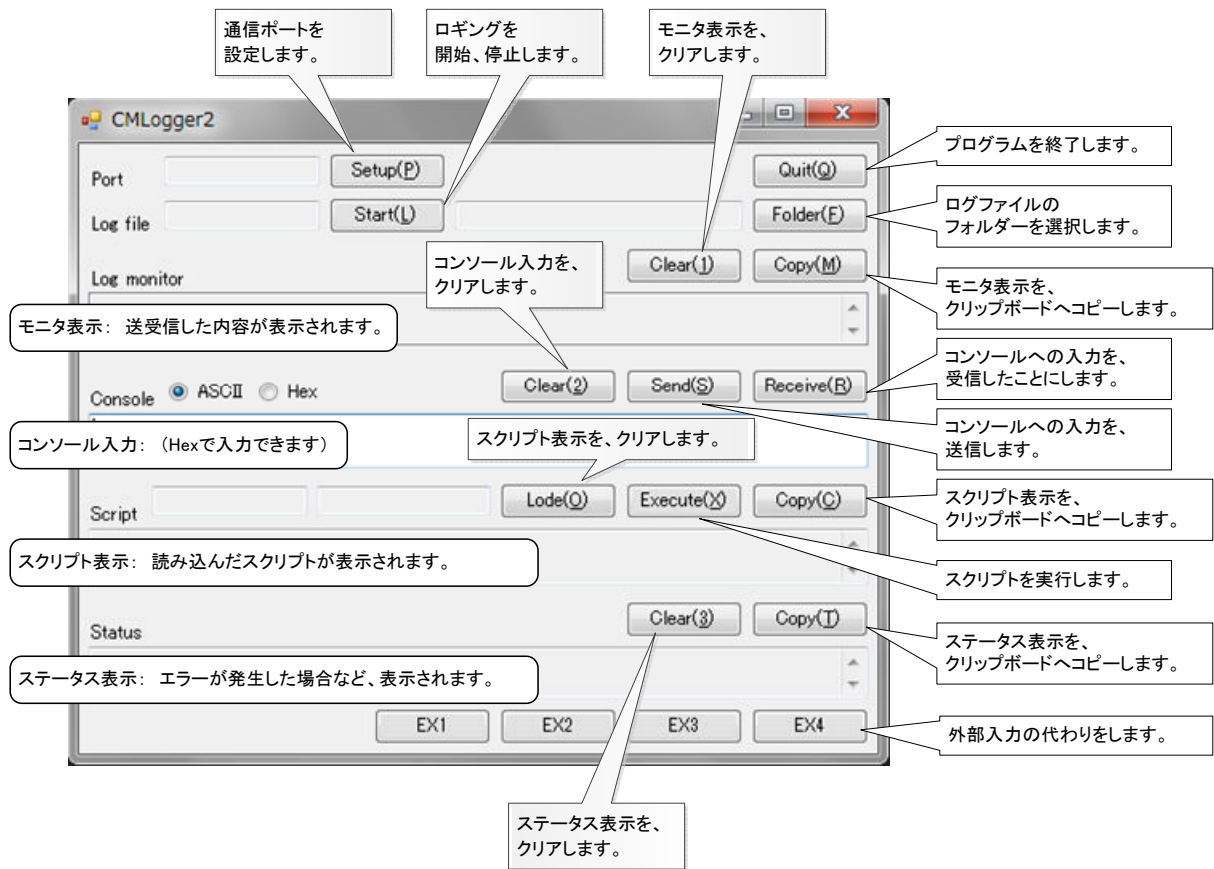 通信ポートを
設定します。
ロギングを
開始、停止します。
モニタ表示を、
クリアします。
CMLogger2
プログラムを終了します。
Port
Setup(P)
Quit(Q)
ログファイルの
フォルダーを選択します。
Log file
Start(L)
Folder(F)
コンソール入力を、
クリアします。
Log monitor
Clear(1)
Copy(M)
モニタ表示を、
クリップボードへコピーします。
モニタ表示： 送受信した内容が表示されます。
コンソールへの入力を、
受信したことにします。
Console
ASCII
Hex
Clear(2)
Send(S)
Receive(R)
コンソール入力： （Hexで入力できます）
スクリプト表示を、クリアします。
コンソールへの入力を、
送信します。
Script
Lode(O)
Execute(X)
Copy(C)
スクリプト表示を、
クリップボードへコピーします。
スクリプト表示： 読み込んだスクリプトが表示されます。
スクリプトを実行します。
Status
Clear(3)
Copy(T)
ステータス表示を、
クリップボードへコピーします。
ステータス表示： エラーが発生した場合など、表示されます。
EX1
EX2
EX3
EX4
外部入力の代わりをします。
ステータス表示を、
クリアします。